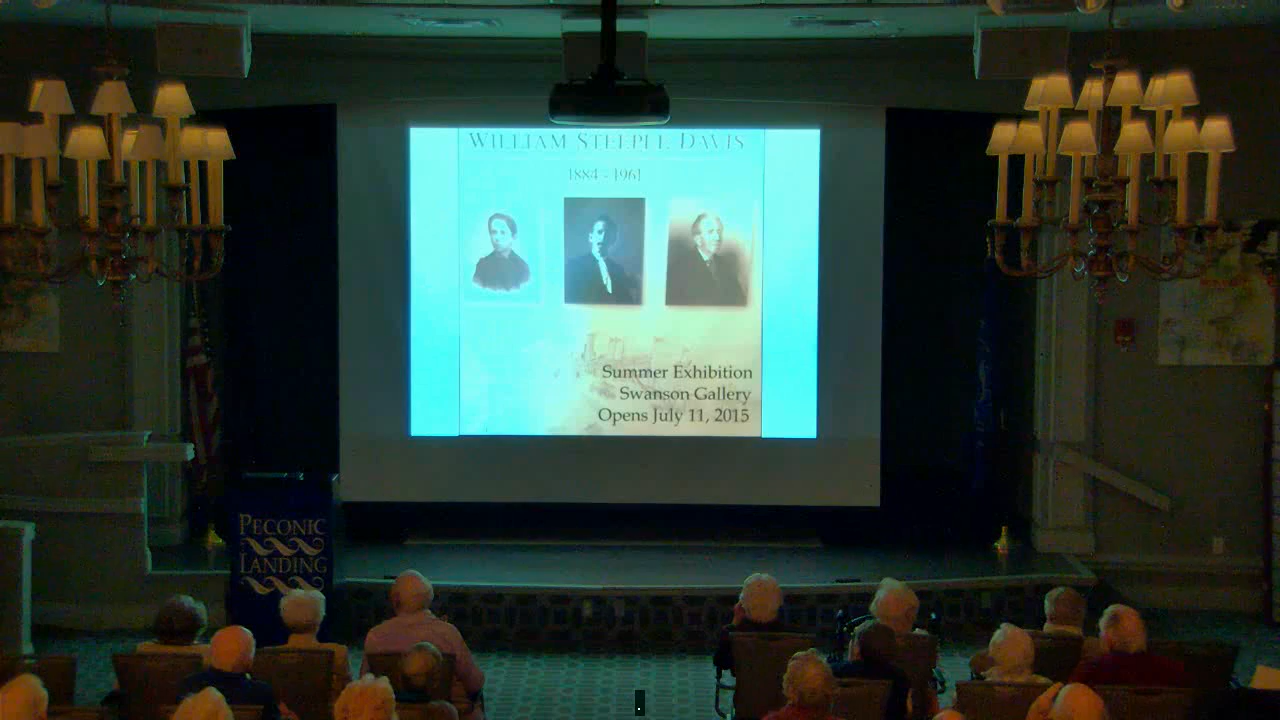 WILLIAM STEEPLE DAVIS
1884 - 1961
Summer Exhibition
Swanson Gallery
Opens July 11, 2015
PECONIC
LANDING